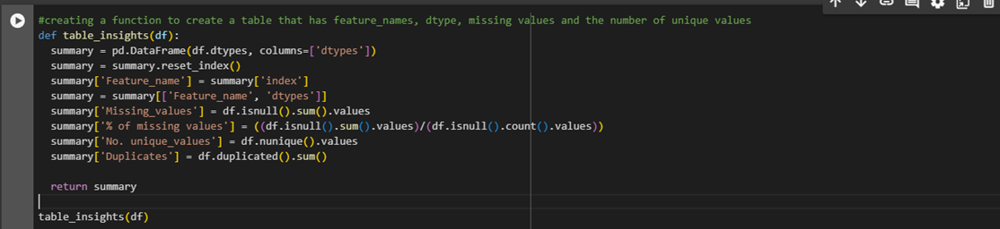 #creating a function to create a table that has feature_names, dtype, missing values and the number of unique values
def table_insights(df):
  summary = pd.DataFrame(df.dtypes, columns=['dtypes'])
  summary = summary.reset_index()
  summary['Feature_name'] = summary['index']
  summary = summary[['Feature_name', 'dtypes']]
  summary['Missing_values'] = df.isnull().sum().values
  summary['% of missing values'] = ((df.isnull().sum().values)/(df.isnull().count().values))
  summary['No. unique_values'] = df.nunique().values
  summary['Duplicates'] = df.duplicated().sum()
  return summary
table_insights(df)